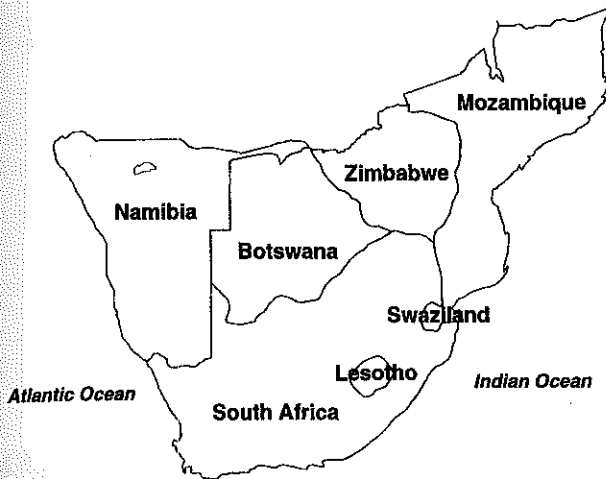 Mozambique
Zimbabwe
Namibia
Botswana
Swaziland
Lesotho
Atlantic Ocean
Indian Ocean
South Africa